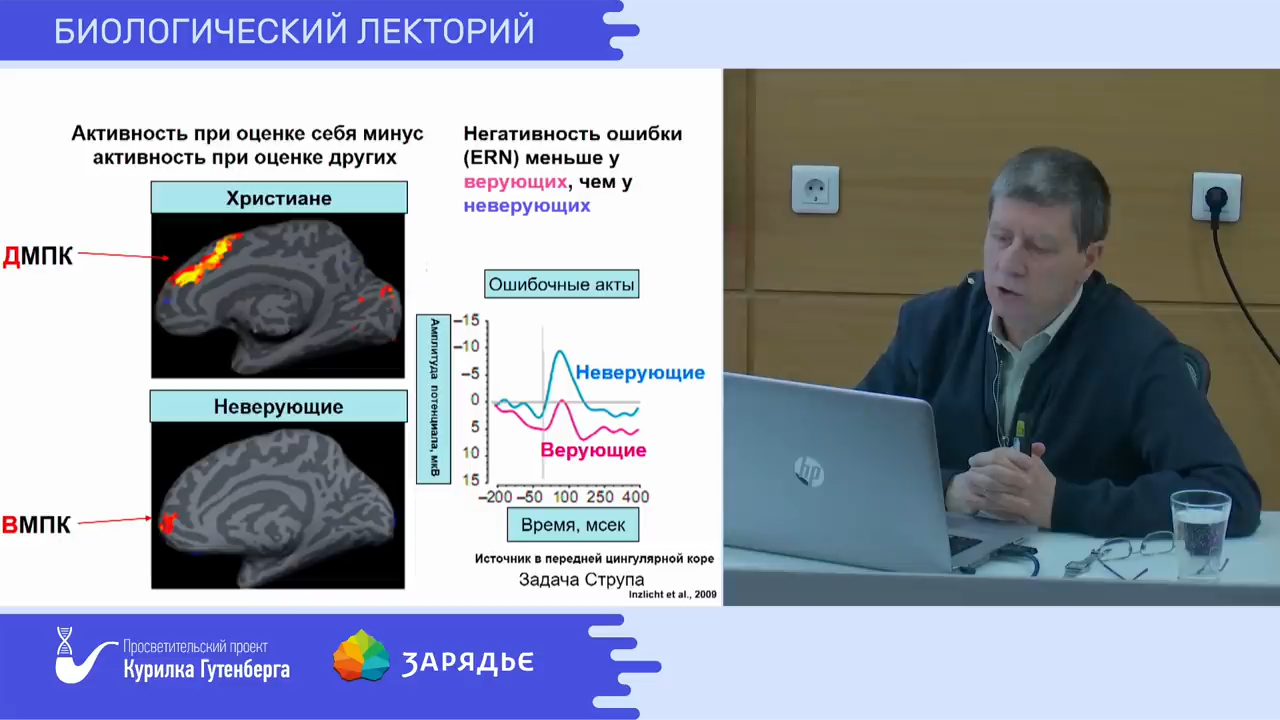 БИОЛОГИЧЕСКИЙ ЛЕКТОРИЙ
Активность при оценке себя минус
активность при оценке других
Христиане
ДМПК
Неверующие
ВМПК
Негативность ошибки
(ERN) меньше у
верующих, чем у
неверующих
Ошибочные акты
Амплитуда потенциала, мкВ
–15
–10
–5
0
5
10
15
Неверующие
Верующие
–200 –50 100 250 400
Время, мсек
Источник в передней цингулярной коре
Задача Струпа
Inzlicht et al., 2009
hp
Просветительский проект
Курилка Гутенберга
ЗАРЯДЬЕ